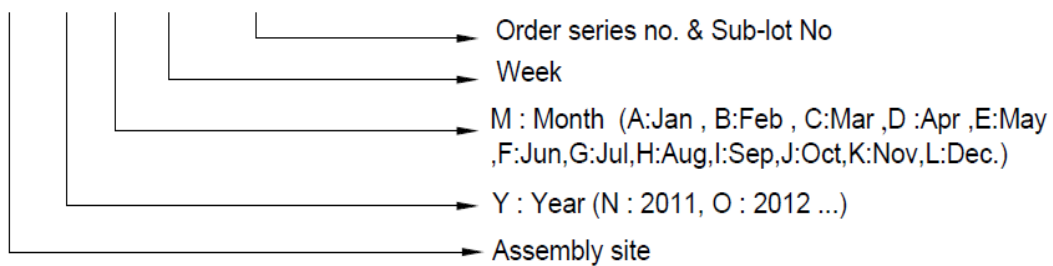 Order series no. & Sub-lot No
Week
M : Month (A:Jan , B:Feb , C:Mar ,D :Apr ,E:May
,F:Jun,G:Jul,H:Aug,I:Sep,J:Oct,K:Nov,L:Dec.)
Y : Year (N : 2011, O : 2012 ...)
Assembly site